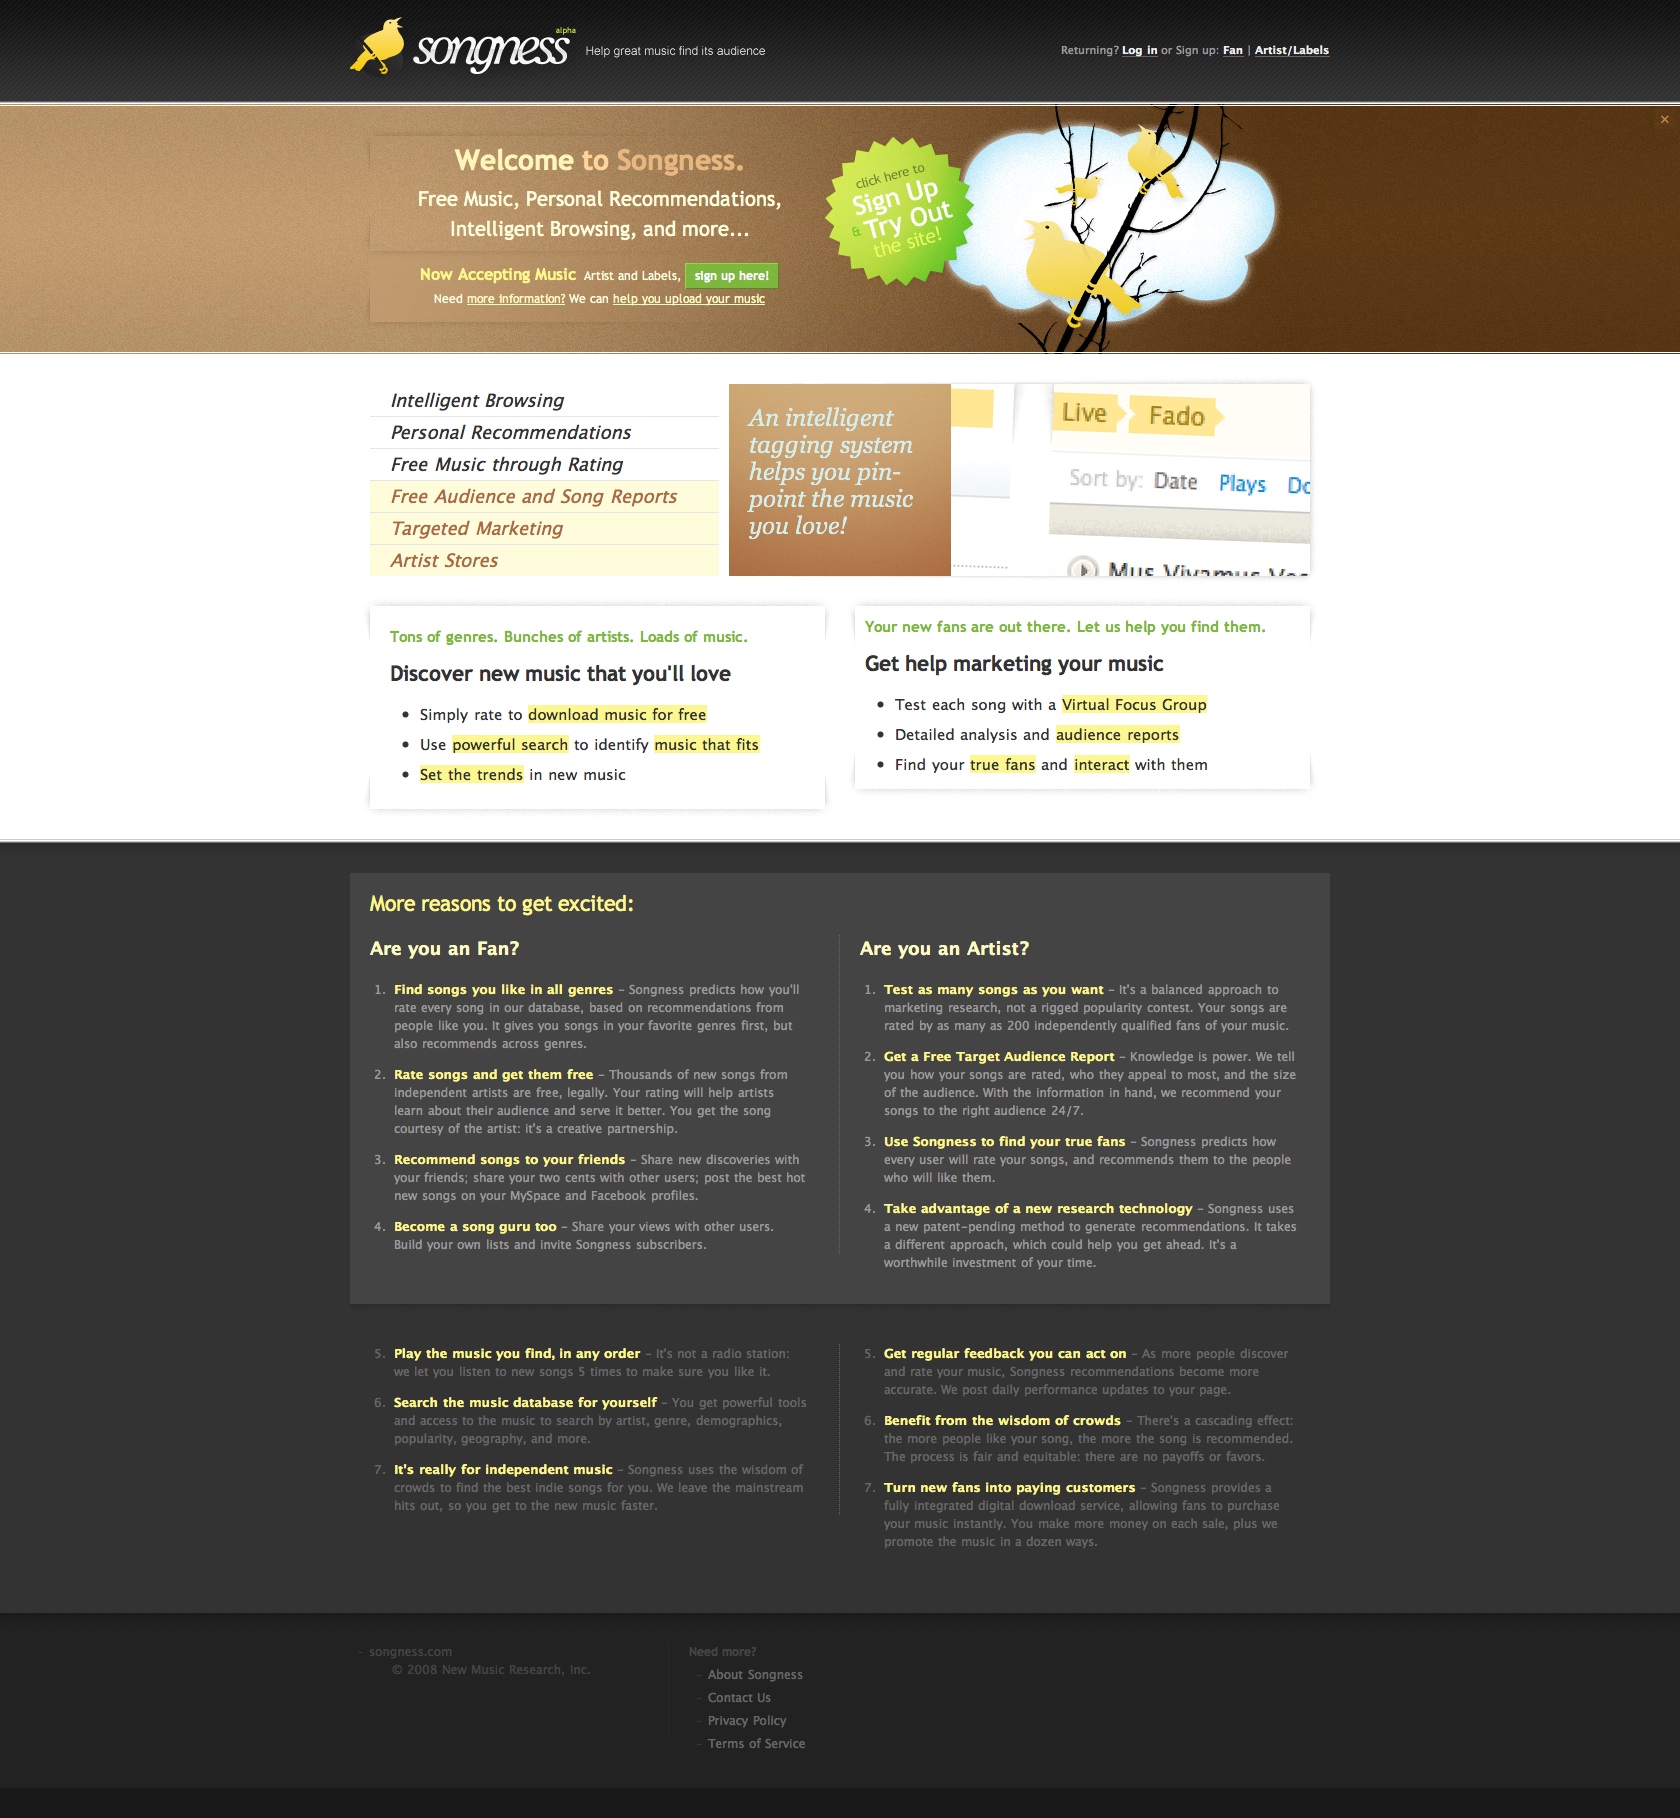 songness alpha
Help great music find its audience
Returning? Log in or Sign up: Fan | Artist/Labels
×
Welcome to Songness.
Free Music, Personal Recommendations,
Intelligent Browsing, and more...
Now Accepting Music Artist and Labels, sign up here!
Need more information? We can help you upload your music
click here to
Sign Up
& Try Out
the site!
Intelligent Browsing
Personal Recommendations
Free Music through Rating
Free Audience and Song Reports
Targeted Marketing
Artist Stores
An intelligent
tagging system
helps you pin-
point the music
you love!
Live Fado
Sort by: Date Plays Do
Mus Vivamus
Tons of genres. Bunches of artists. Loads of music.
Discover new music that you'll love
• Simply rate to download music for free
• Use powerful search to identify music that fits
• Set the trends in new music
Your new fans are out there. Let us help you find them.
Get help marketing your music
• Test each song with a Virtual Focus Group
• Detailed analysis and audience reports
• Find your true fans and interact with them
More reasons to get excited:
Are you an Fan?
1. Find songs you like in all genres – Songness predicts how you'll
rate every song in our database, based on recommendations from
people like you. It gives you songs in your favorite genres first, but
also recommends across genres.
2. Rate songs and get them free – Thousands of new songs from
independent artists are free, legally. Your rating will help artists
learn about their audience and serve it better. You get the song
courtesy of the artist: it's a creative partnership.
3. Recommend songs to your friends – Share new discoveries with
your friends; share your two cents with other users; post the best hot
new songs on your MySpace and Facebook profiles.
4. Become a song guru too – Share your views with other users.
Build your own lists and invite Songness subscribers.
Are you an Artist?
1. Test as many songs as you want – It's a balanced approach to
marketing research, not a rigged popularity contest. Your songs are
rated by as many as 200 independently qualified fans of your music.
2. Get a Free Target Audience Report – Knowledge is power. We tell
you how your songs are rated, who they appeal to most, and the size
of the audience. With the information in hand, we recommend your
songs to the right audience 24/7.
3. Use Songness to find your true fans – Songness predicts how
every user will rate your songs, and recommends them to the people
who will like them.
4. Take advantage of a new research technology – Songness uses
a new patent-pending method to generate recommendations. It takes
a different approach, which could help you get ahead. It's a
worthwhile investment of your time.
5. Play the music you find, in any order – It's not a radio station:
we let you listen to new songs 5 times to make sure you like it.
6. Search the music database for yourself – You get powerful tools
and access to the music to search by artist, genre, demographics,
popularity, geography, and more.
7. It's really for independent music – Songness uses the wisdom of
crowds to find the best indie songs for you. We leave the mainstream
hits out, so you get to the new music faster.
5. Get regular feedback you can act on – As more people discover
and rate your music, Songness recommendations become more
accurate. We post daily performance updates to your page.
6. Benefit from the wisdom of crowds – There's a cascading effect:
the more people like your song, the more the song is recommended.
The process is fair and equitable: there are no payoffs or favors.
7. Turn new fans into paying customers – Songness provides a
fully integrated digital download service, allowing fans to purchase
your music instantly. You make more money on each sale, plus we
promote the music in a dozen ways.
– songness.com
© 2008 New Music Research, Inc.
Need more?
– About Songness
– Contact Us
– Privacy Policy
– Terms of Service